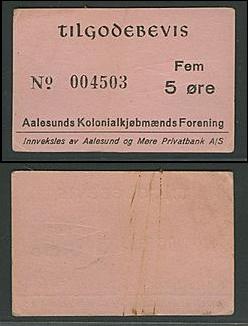 TILGODEBEVIS
Fem
Nº 004503 5 øre
Aalesunds Kolonialkjøbmænds Forening
Innveksles av Aalesund og Møre Privatbank A/S